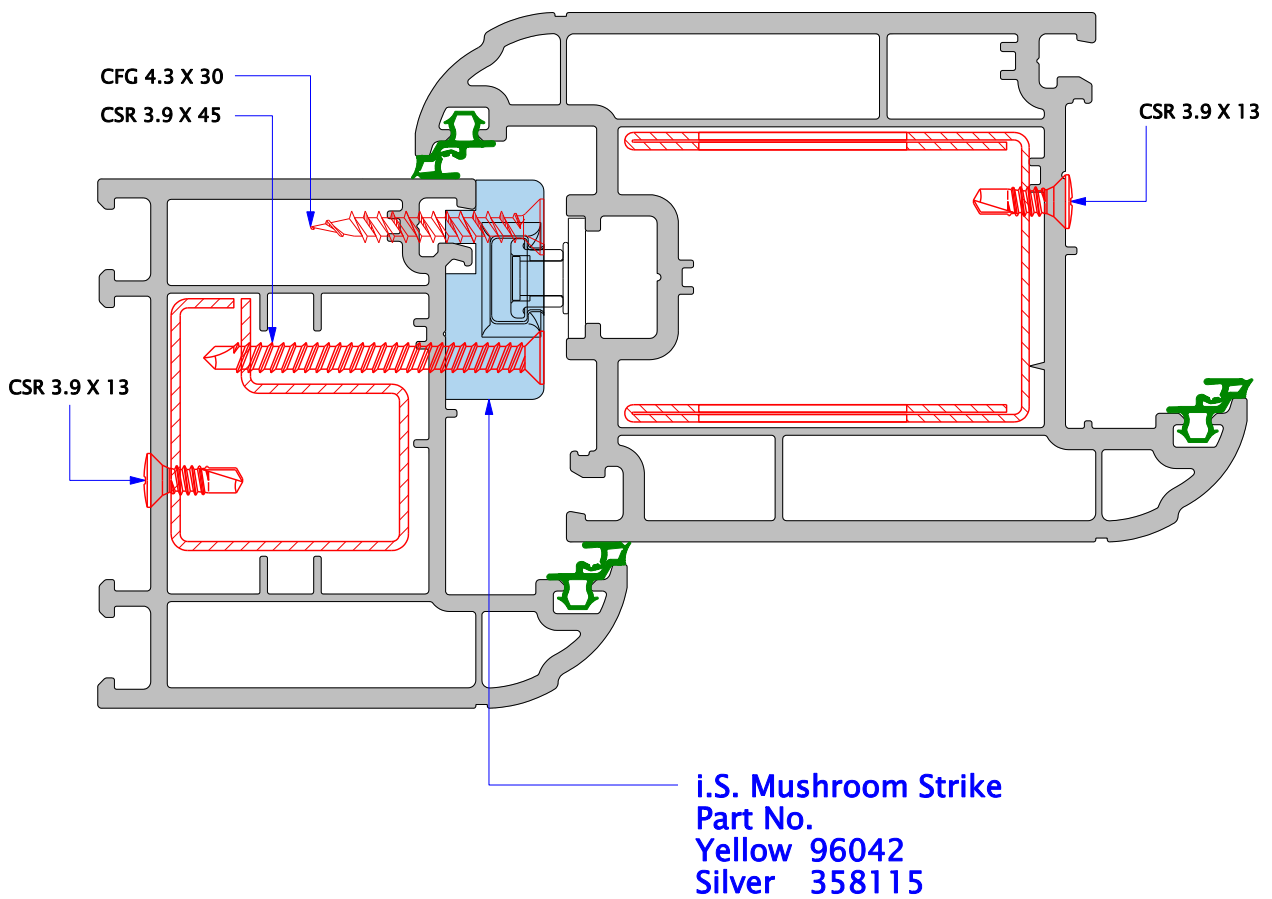 CFG 4.3 X 30
CSR 3.9 X 45
CSR 3.9 X 13
CSR 3.9 X 13
i.S. Mushroom Strike
Part No.
Yellow 96042
Silver 358115